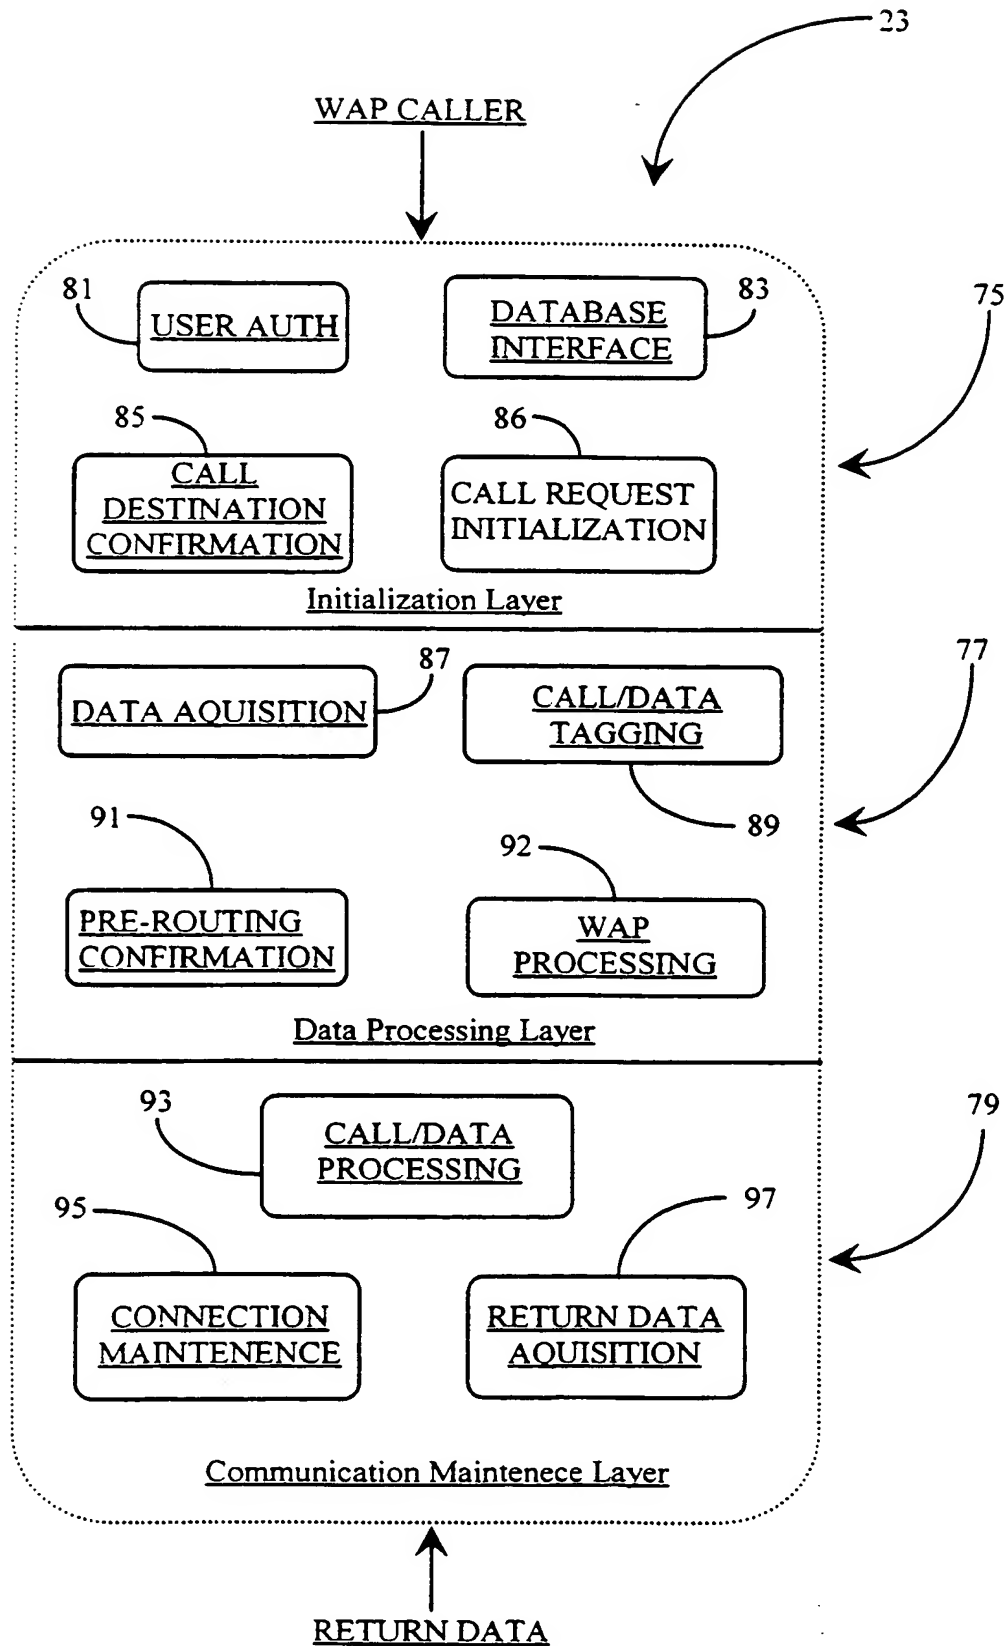 23
WAP CALLER
81
USER AUTH
DATABASE
INTERFACE
83
75
85
CALL
DESTINATION
CONFIRMATION
86
CALL REQUEST
INITIALIZATION
Initialization Layer
77
DATA AQUISITION
87
CALL/DATA
TAGGING
89
91
PRE-ROUTING
CONFIRMATION
92
WAP
PROCESSING
Data Processing Layer
93
CALL/DATA
PROCESSING
79
95
CONNECTION
MAINTENENCE
97
RETURN DATA
AQUISITION
Communication Maintenece Layer
RETURN DATA